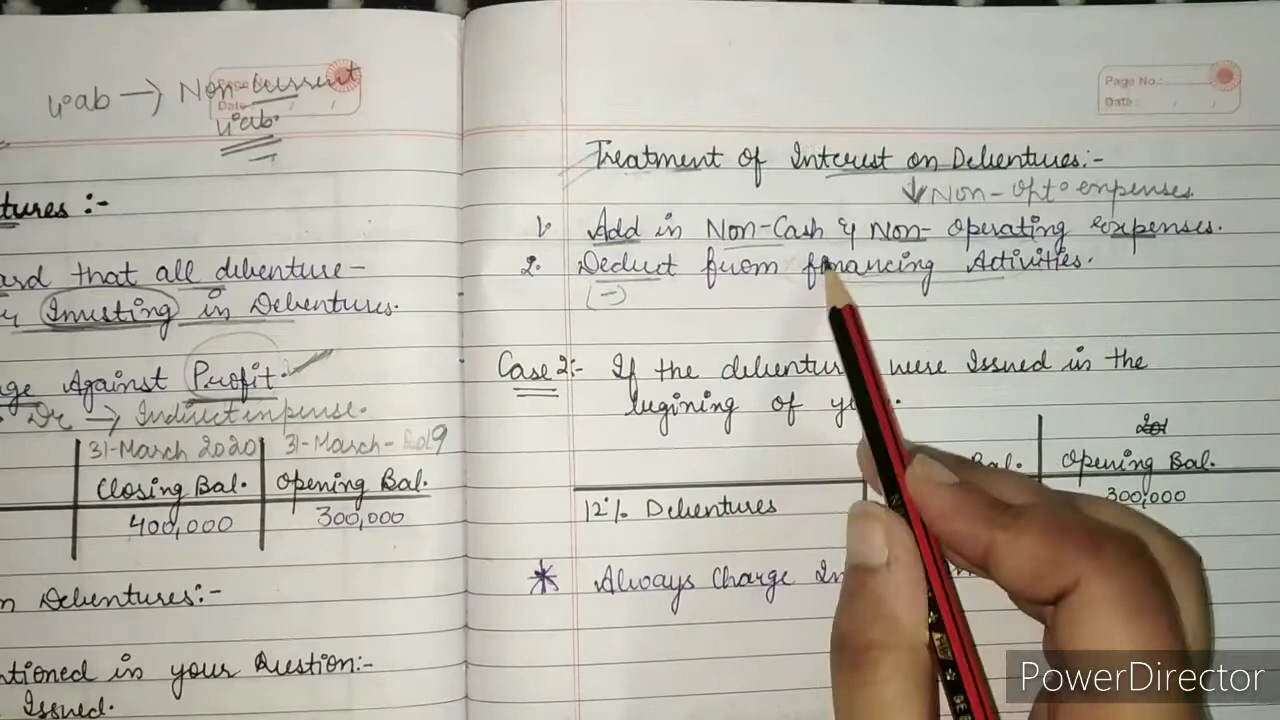 liab → Non-current
liab.
tures :-
ard that all debenture-
Investing in Debentures.
ge Against Profit.
Dr → Indirect expense.
31-March 2020 31-March-2019
Closing Bal. Opening Bal.
400,000 300,000
n Debentures:-
ntioned in your Question:-
Issued.
Page No.:
Date : / /
Treatment of Interest on Debentures:-
↓ Non-Opt. expenses.
1. Add in Non-Cash & Non-Operating expenses.
2. Deduct from financing Activities.
(-)
Case 2:- If the debentur were Issued in the
begining of y
Bal. Opening Bal.
12% Debentures 300,000
* Always Charge In
PowerDirector